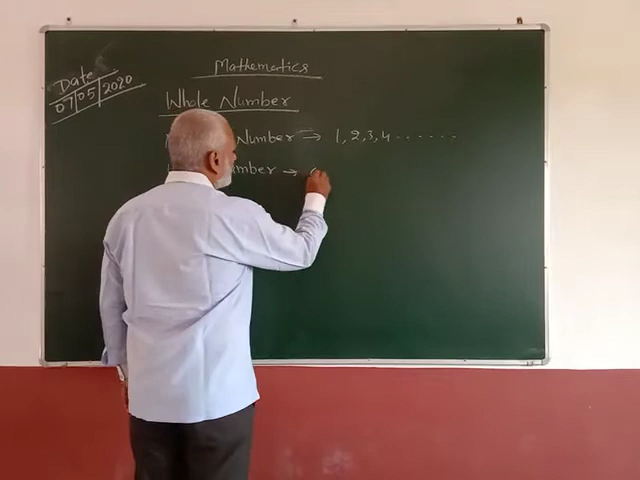 Mathematics
Date
07/05/2020
Whole Number
Number ⇒ 1, 2, 3, 4 . . . . . .
mber →